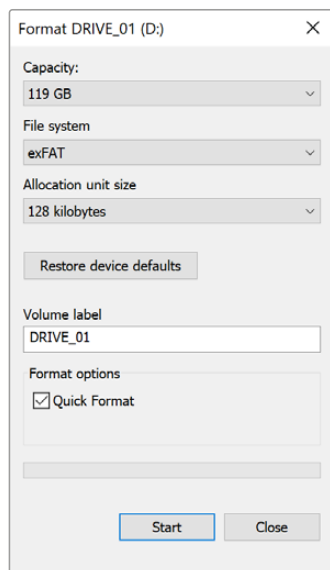 Format DRIVE_01 (D:)
Capacity:
119 GB
File system
exFAT
Allocation unit size
128 kilobytes
Restore device defaults
Volume label
DRIVE_01
Format options
Quick Format
Start Close